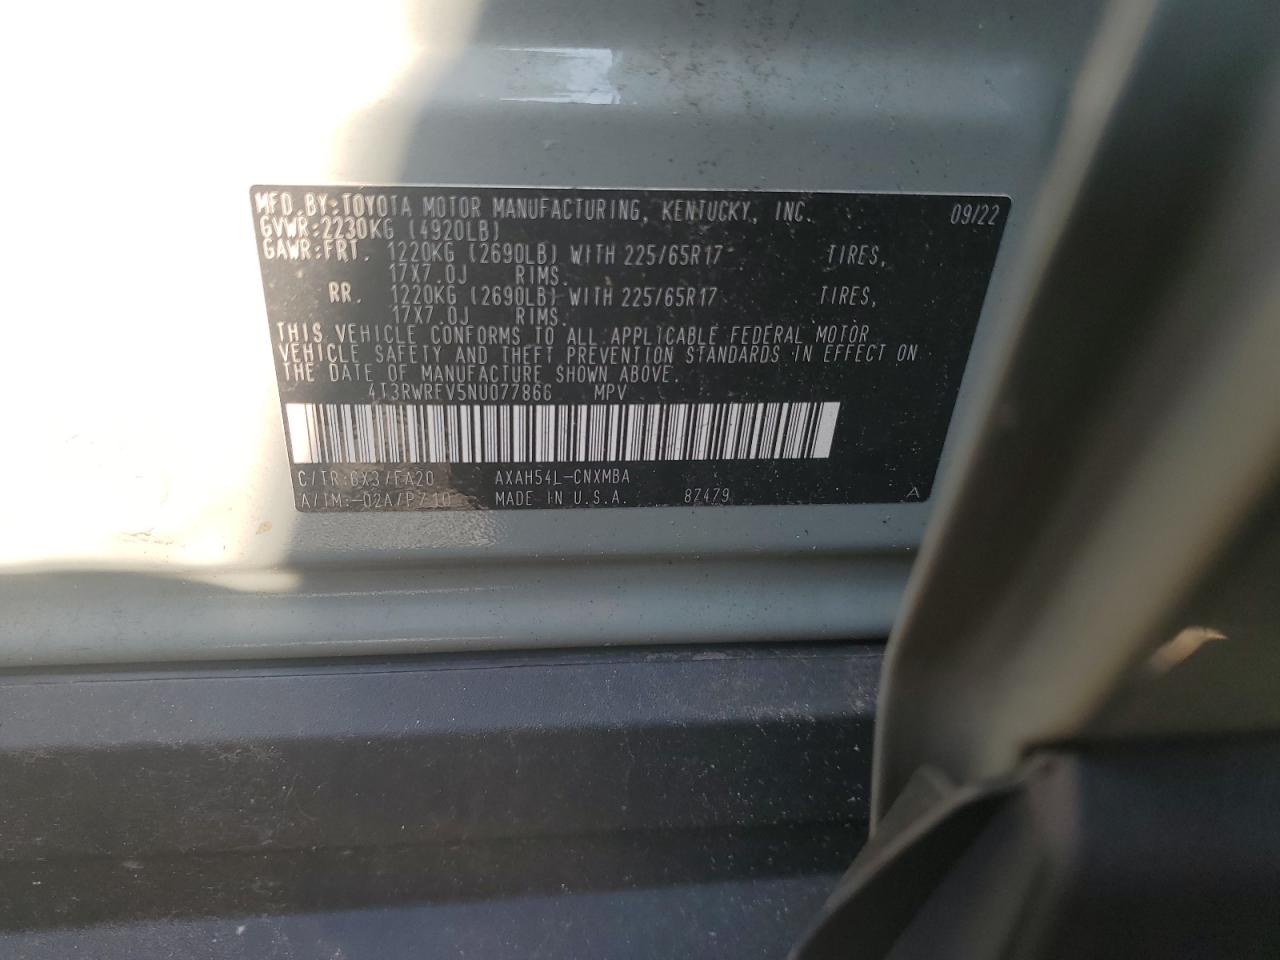 MFD.BY:TOYOTA MOTOR MANUFACTURING, KENTUCKY, INC. 09/22
GVWR:2230KG (4920LB)
GAWR:FRT. 1220KG (2690LB) WITH 225/65R17 TIRES,
17X7.0J RIMS.
RR. 1220KG (2690LB) WITH 225/65R17 TIRES,
17X7.0J RIMS.
THIS VEHICLE CONFORMS TO ALL APPLICABLE FEDERAL MOTOR
VEHICLE SAFETY AND THEFT PREVENTION STANDARDS IN EFFECT ON
THE DATE OF MANUFACTURE SHOWN ABOVE.
4T3RWRFV5NU077866 MPV
C/TR:6X3/FA20 AXAH54L-CNXMBA
A/TM:-02A/P710 MADE IN U.S.A. 87479 A